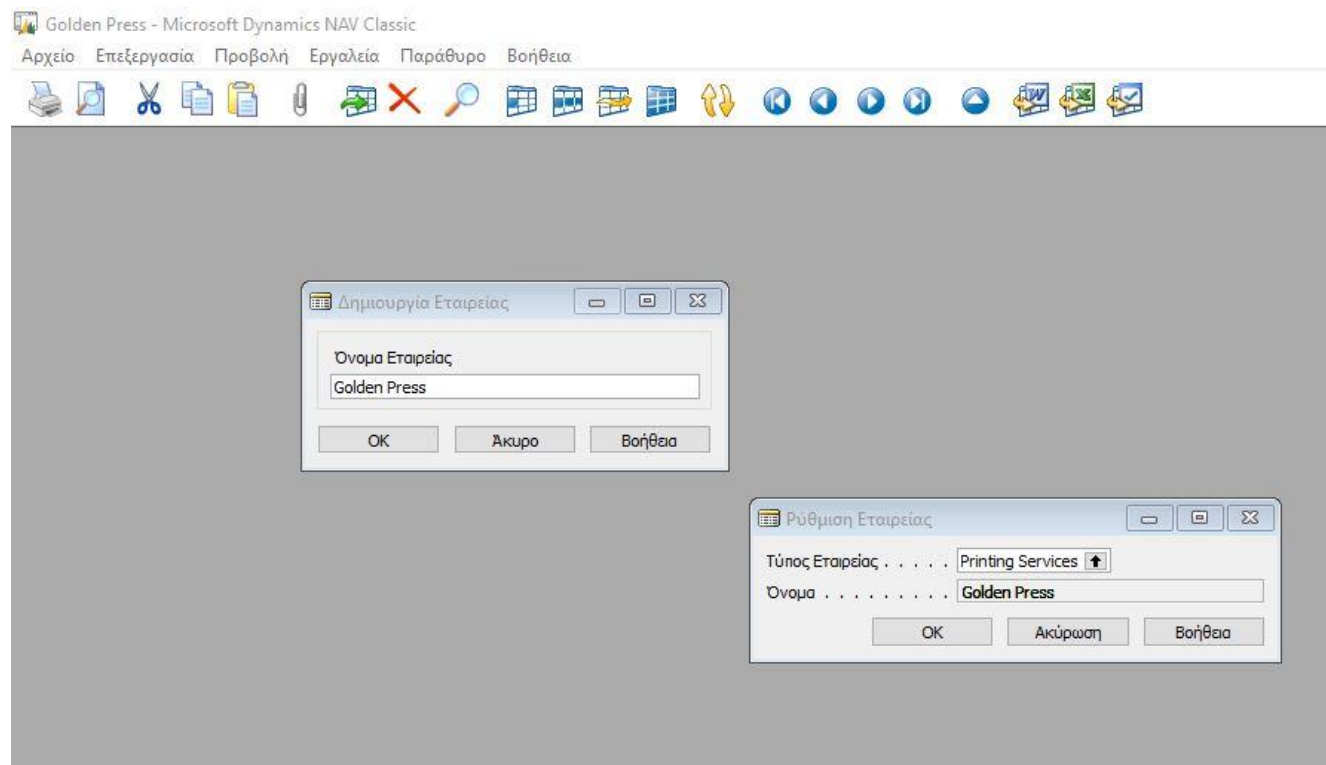 Golden Press - Microsoft Dynamics NAV Classic
Αρχείο Επεξεργασία Προβολή Εργαλεία Παράθυρο Βοήθεια
Δημιουργία Εταιρείας
Όνομα Εταιρείας
Golden Press
OK Άκυρο Βοήθεια
Ρύθμιση Εταιρείας
Τύπος Εταιρείας . . . . . Printing Services
Όνομα . . . . . . . . . Golden Press
OK Ακύρωση Βοήθεια